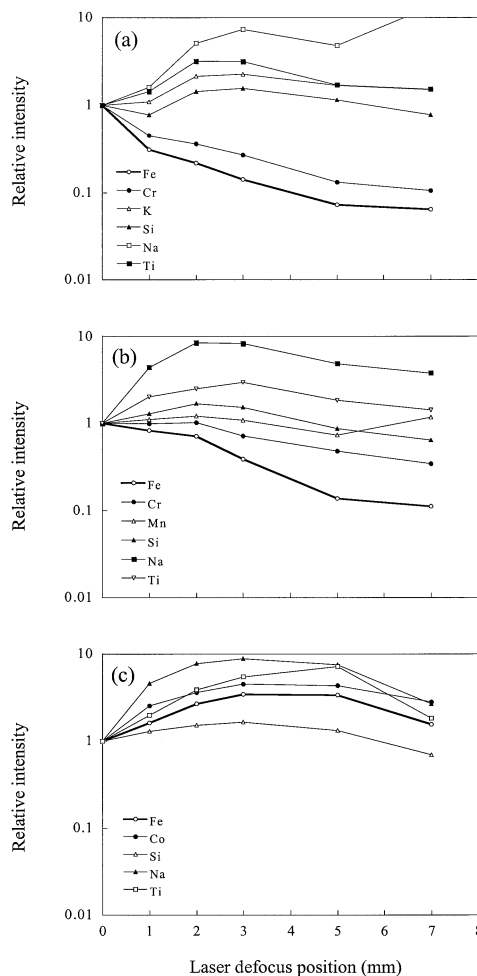 (a)
10
1
0.1
0.01
Relative intensity
Fe
Cr
K
Si
Na
Ti
(b)
10
1
0.1
0.01
Relative intensity
Fe
Cr
Mn
Si
Na
Ti
(c)
10
1
0.1
0.01
Relative intensity
Fe
Co
Si
Na
Ti
0 1 2 3 4 5 6 7 8
Laser defocus position (mm)